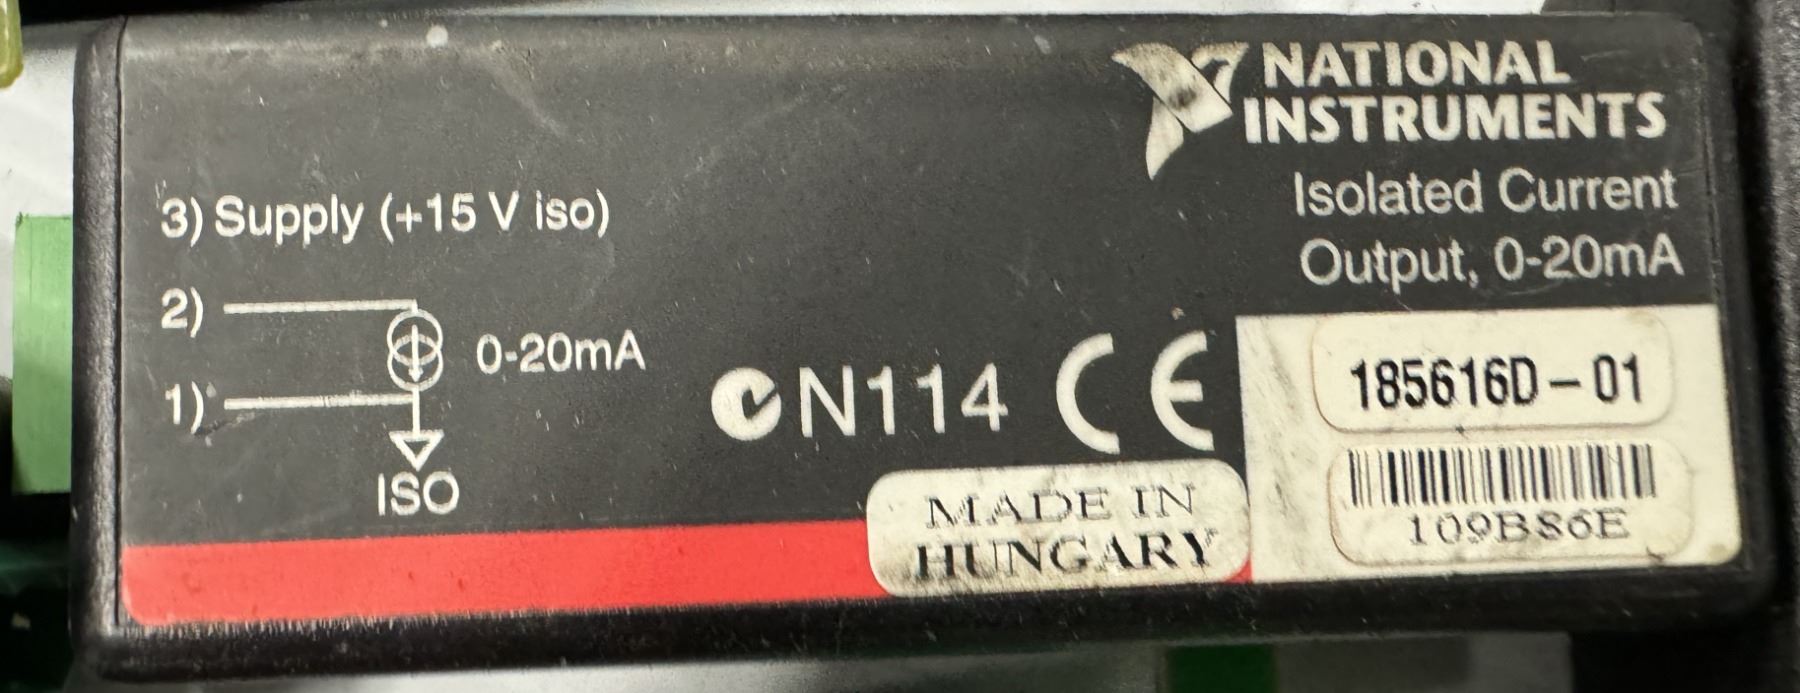 NATIONAL
INSTRUMENTS
Isolated Current
Output, 0-20mA
3) Supply (+15 V iso)
2)
0-20mA
1)
ISO
N114 CE
185616D-01
109B86E
MADE IN
HUNGARY